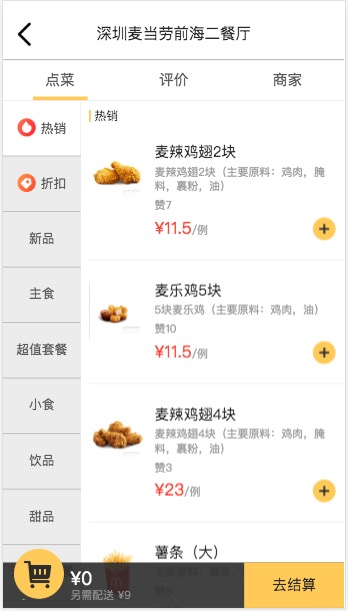 深圳麦当劳前海二餐厅
点菜 评价 商家
热销
折扣
新品
主食
超值套餐
小食
饮品
甜品
热销
麦辣鸡翅2块
麦辣鸡翅2块（主要原料：鸡肉，腌
料，裹粉，油）
赞7
¥11.5/例
麦乐鸡5块
5块麦乐鸡（主要原料：鸡肉，油）
赞10
¥11.5/例
麦辣鸡翅4块
麦辣鸡翅4块（主要原料：鸡肉，腌
料，裹粉，油）
赞3
¥23/例
薯条（大）
¥0
另需配送 ¥9
去结算